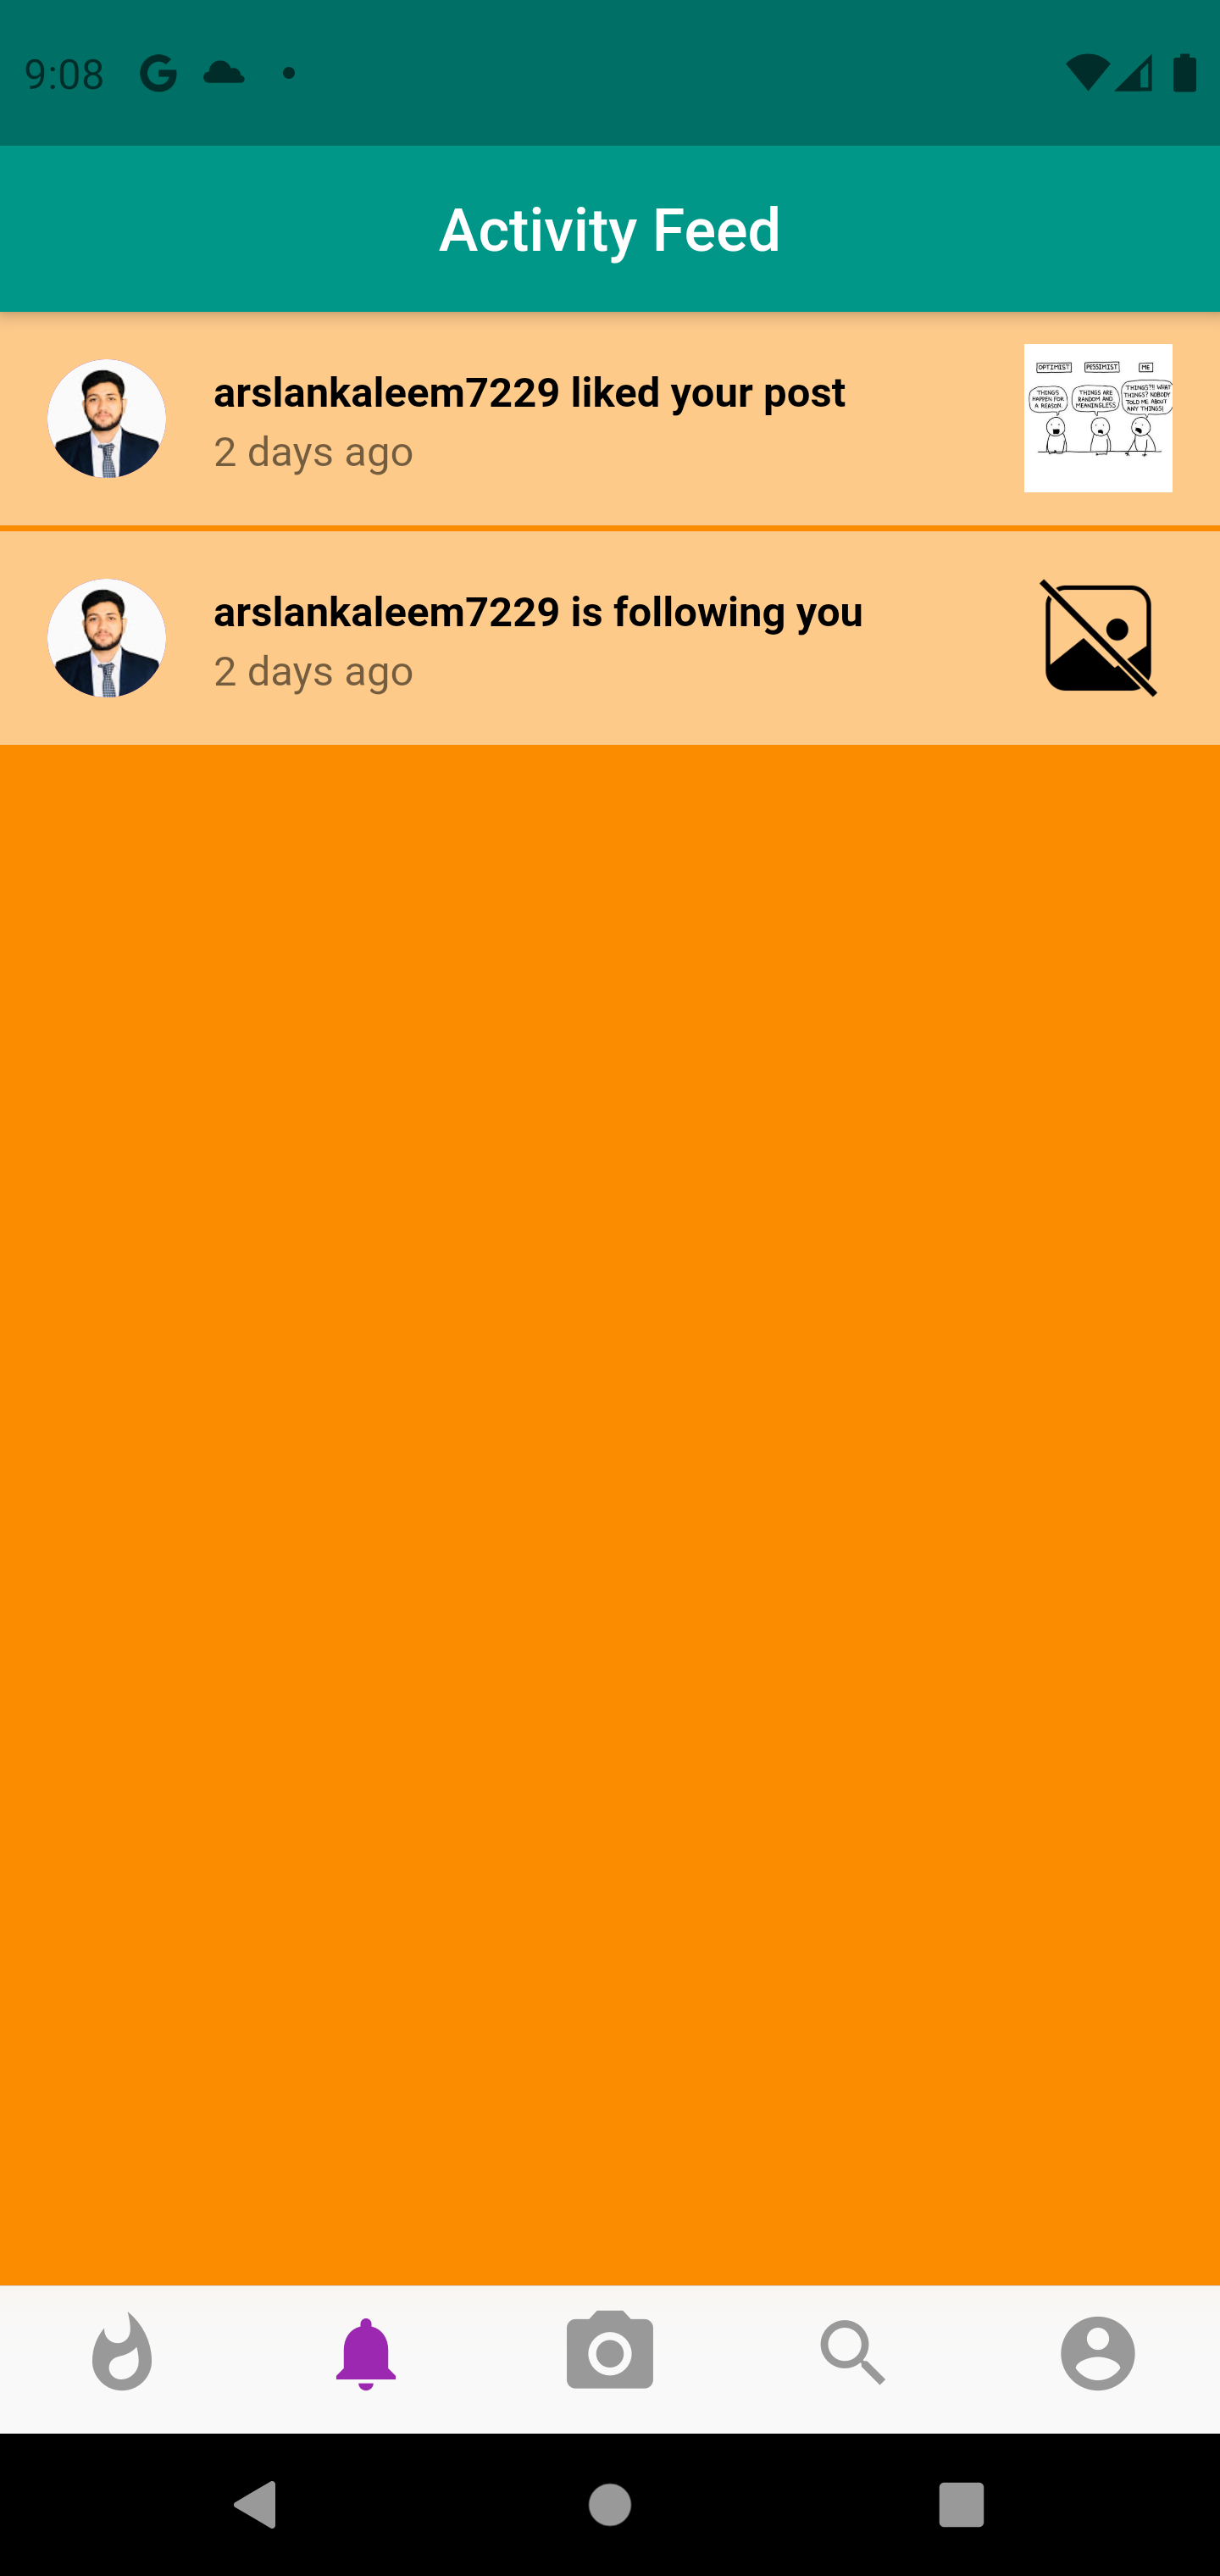 9:08
Activity Feed
arslankaleem7229 liked your post
2 days ago
OPTIMIST PESSIMIST ME
THINGS HAPPEN FOR A REASON.
THINGS ARE RANDOM AND MEANINGLESS
THINGS?!! WHAT THINGS? NOBODY TOLD ME ABOUT ANY THINGS!
arslankaleem7229 is following you
2 days ago